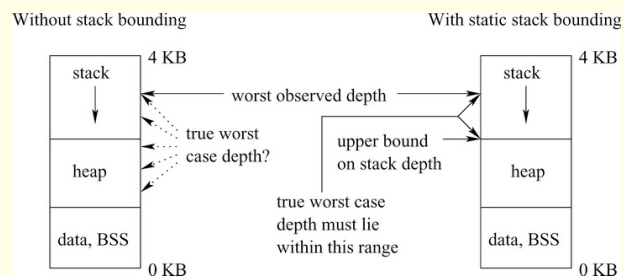 Without stack bounding
With static stack bounding
4 KB
4 KB
stack
stack
worst observed depth
true worst
case depth?
upper bound
on stack depth
heap
heap
true worst case
depth must lie
within this range
data, BSS
data, BSS
0 KB
0 KB